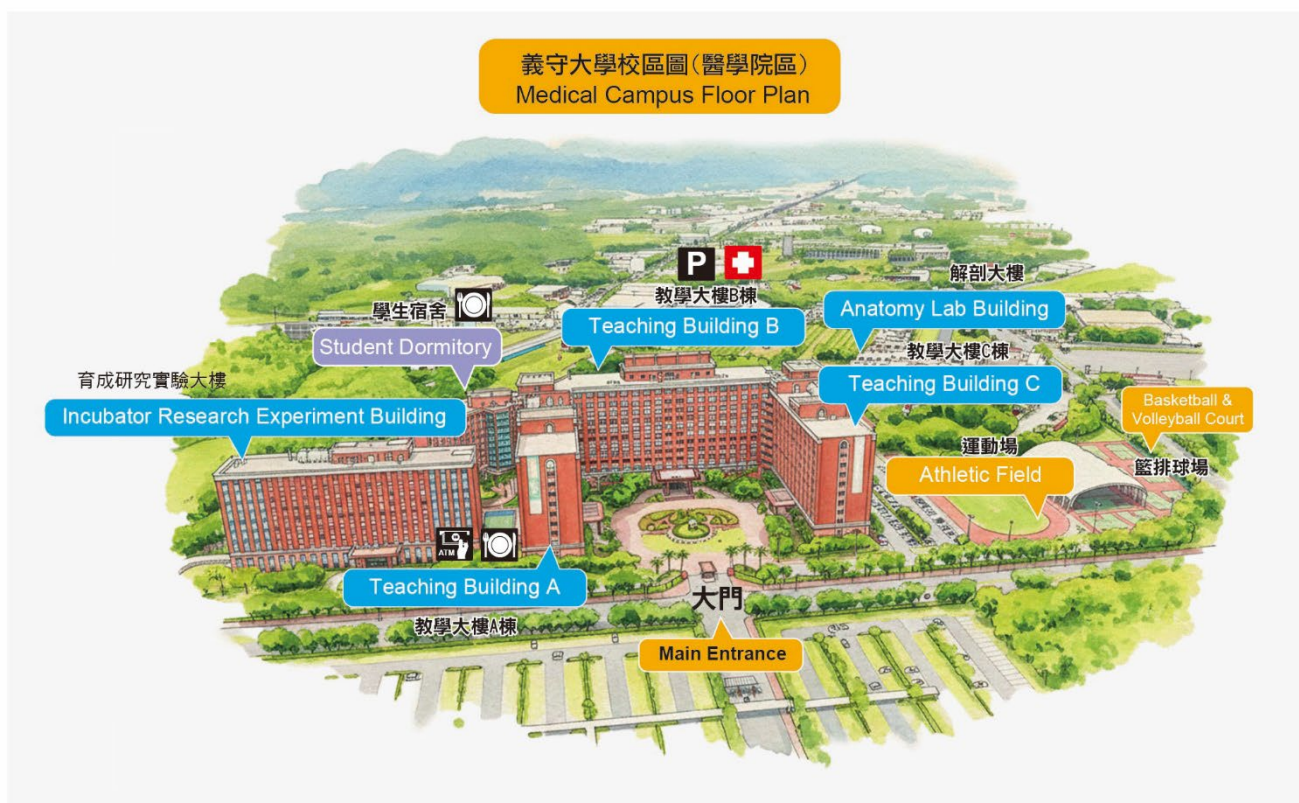 義守大學校區圖(醫學院區)
Medical Campus Floor Plan
P
教學大樓B棟
Teaching Building B
解剖大樓
Anatomy Lab Building
學生宿舍
Student Dormitory
教學大樓C棟
Teaching Building C
育成研究實驗大樓
Incubator Research Experiment Building
Basketball &
Volleyball Court
籃排球場
運動場
Athletic Field
ATM
Teaching Building A
教學大樓A棟
大門
Main Entrance